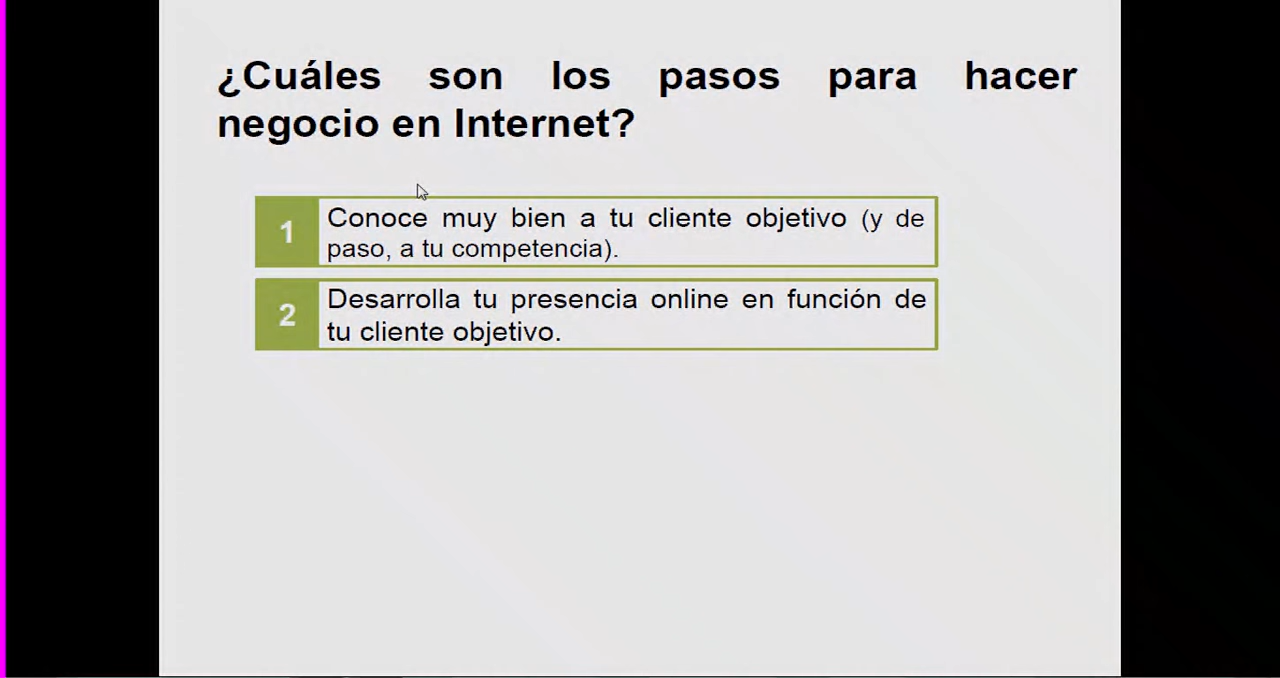 ¿Cuáles son los pasos para hacer
negocio en Internet?
1
Conoce muy bien a tu cliente objetivo (y de
paso, a tu competencia).
2
Desarrolla tu presencia online en función de
tu cliente objetivo.